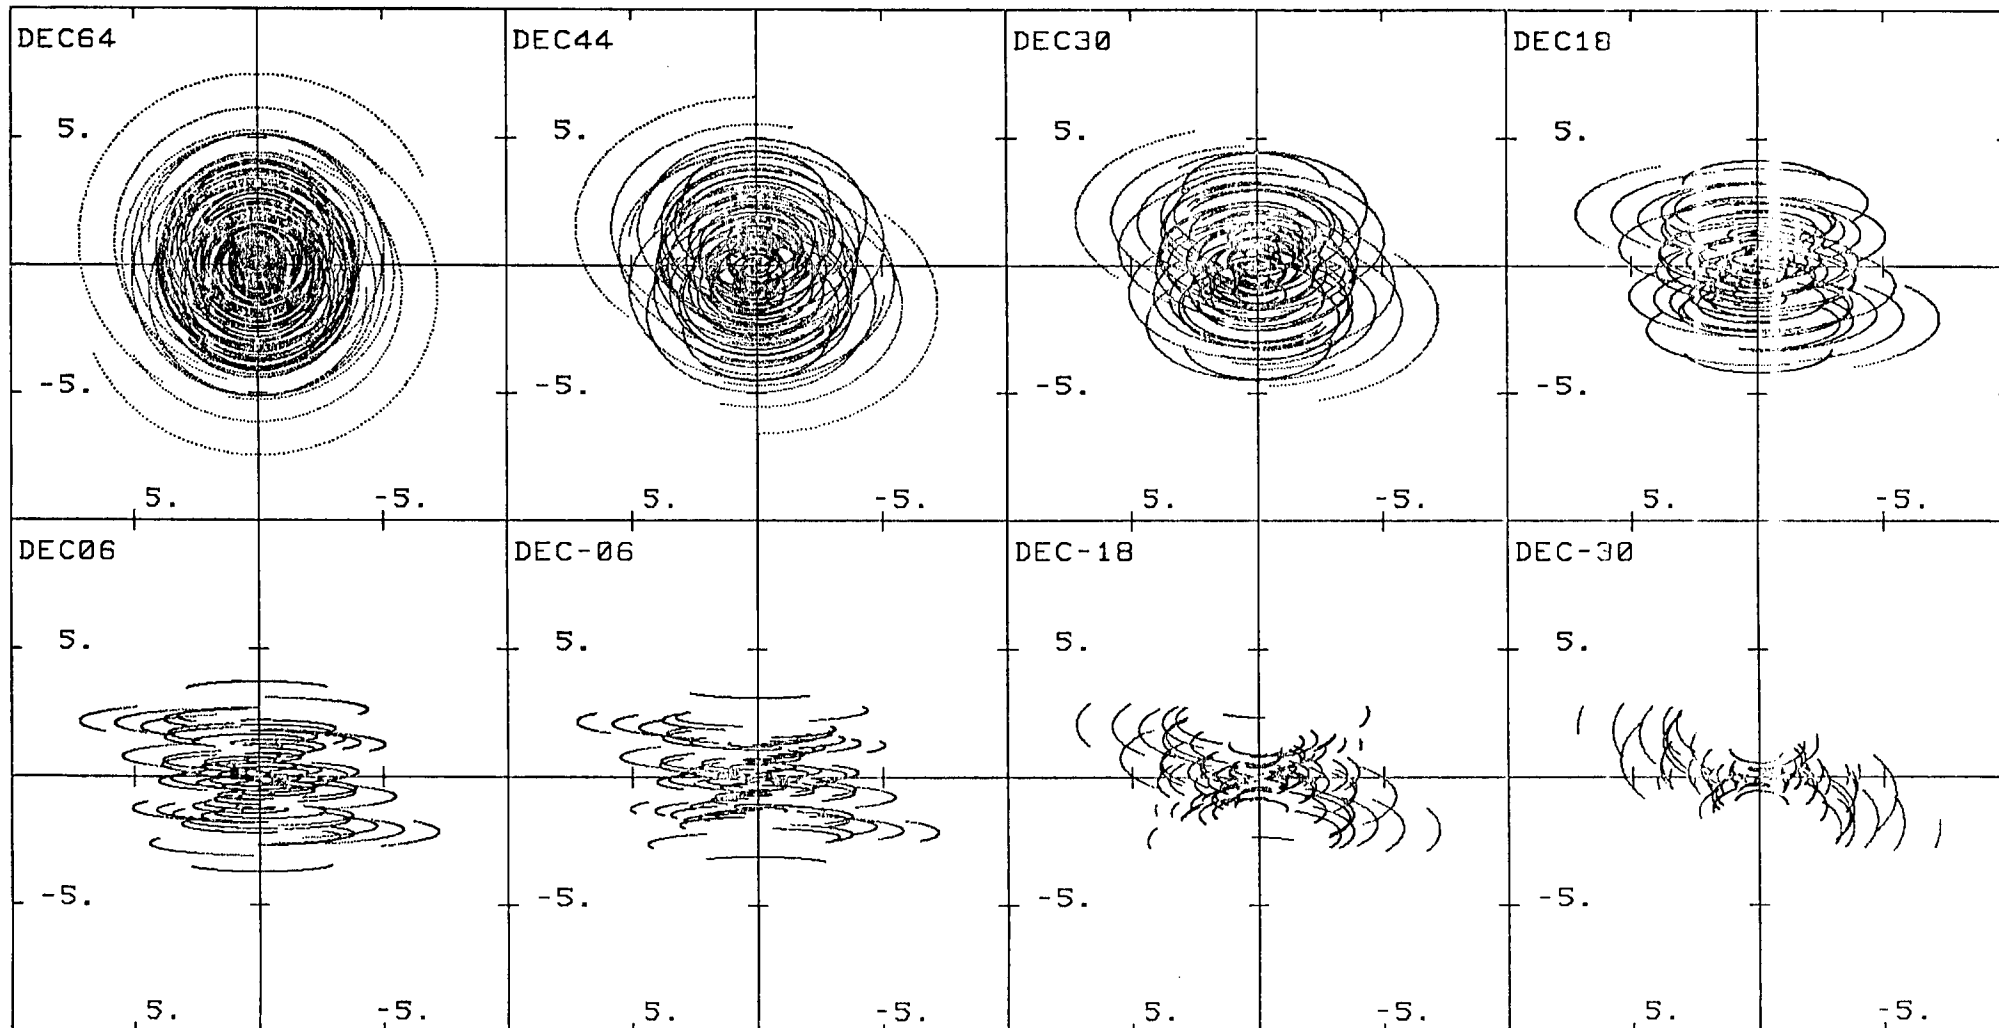 DEC64 DEC44 DEC30 DEC18
5. 5. 5. 5.
-5. -5. -5. -5.
5. -5. 5. -5. 5. -5. 5. -5.
DEC06 DEC-06 DEC-18 DEC-30
5. 5. 5. 5.
-5. -5. -5. -5.
5. -5. 5. -5. 5. -5. 5. -5.